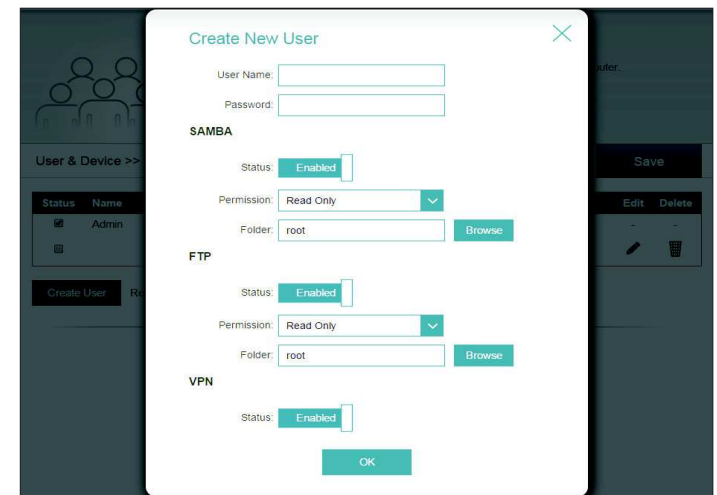 Create New User
User Name:
Password:
SAMBA
Status: Enabled
Permission: Read Only
Folder: root Browse
FTP
Status: Enabled
Permission: Read Only
Folder: root Browse
VPN
Status: Enabled
OK
User & Device >>
Save
Status Name Edit Delete
Admin - -
Create User